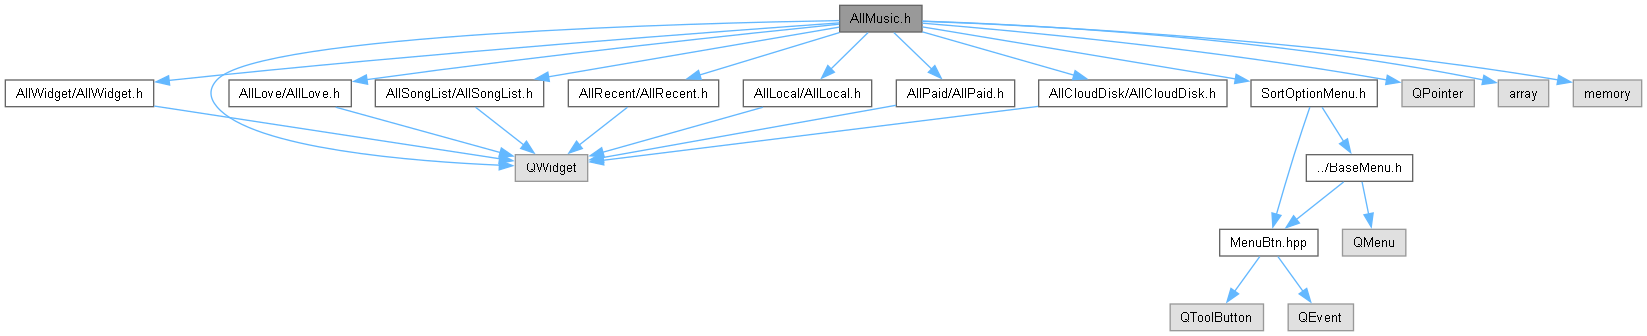 AllMusic.h
AllWidget/AllWidget.h
AllLove/AllLove.h
AllSongList/AllSongList.h
AllRecent/AllRecent.h
AllLocal/AllLocal.h
AllPaid/AllPaid.h
AllCloudDisk/AllCloudDisk.h
SortOptionMenu.h
QPointer
array
memory
QWidget
../BaseMenu.h
MenuBtn.hpp
QMenu
QToolButton
QEvent